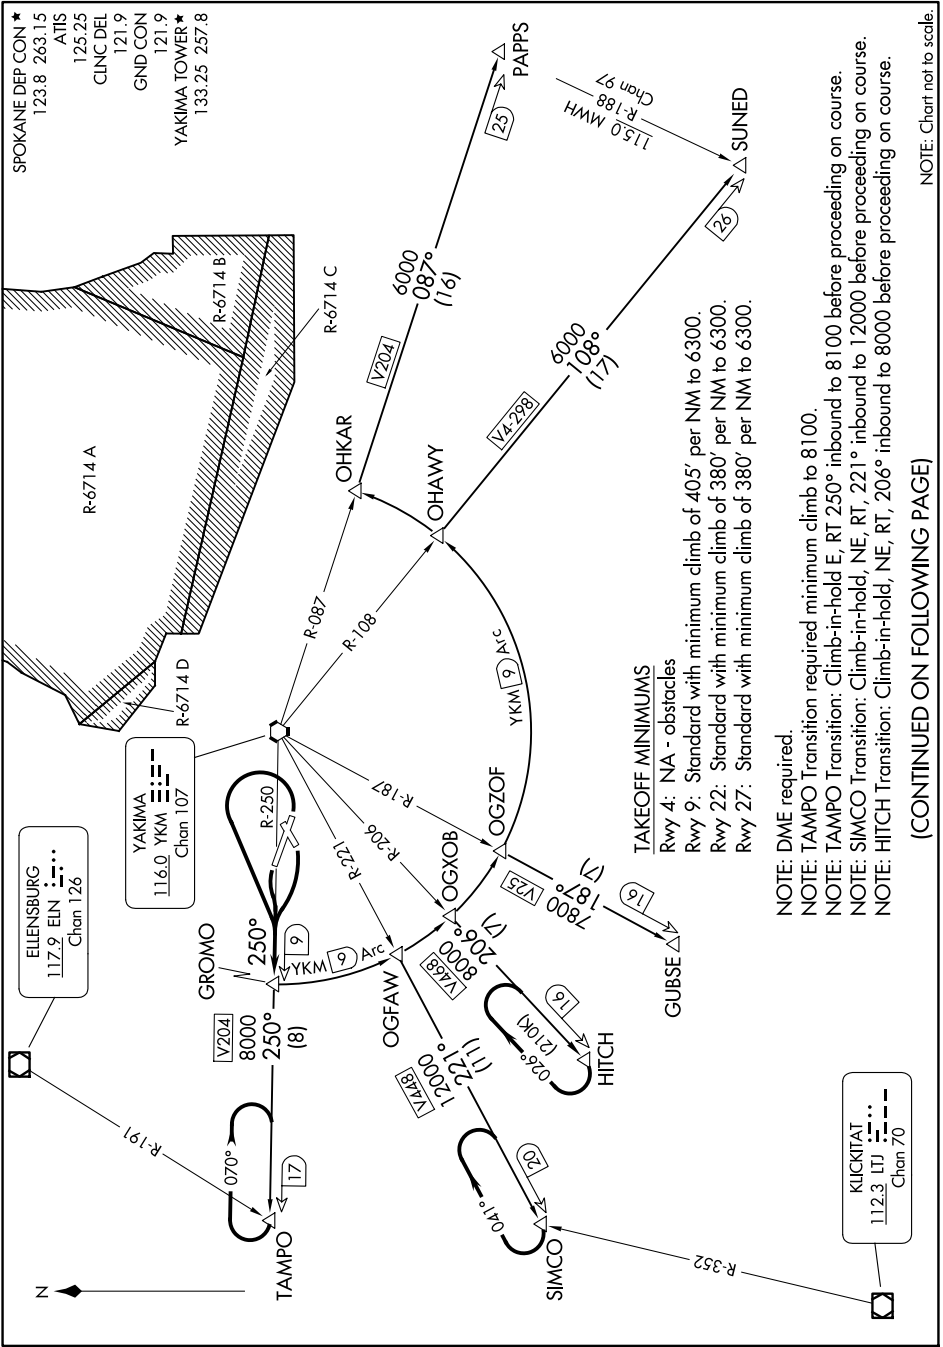 SPOKANE DEP CON ★
123.8 263.15
ATIS
125.25
CLNC DEL
121.9
GND CON
121.9
YAKIMA TOWER★
133.25 257.8
R-6714 A
R-6714 B
R-6714 C
R-6714 D
ELLENSBURG
117.9 ELN
Chan 126
YAKIMA
116.0 YKM
Chan 107
KLICKITAT
112.3 LTJ
Chan 70
N
R-191
070°
17
TAMPO
V204
8000
250°
(8)
GROMO
250°
9
R-250
YKM 9 Arc
OGFAW
R-221
V448
12000
221°
(11)
20
041°
SIMCO
R-352
OGXOB
R-206
V468
8000
206°
(7)
16
026°
(210K)
HITCH
OGZOF
R-187
V25
7800
187°
(7)
16
GUBSE
YKM 9 Arc
OHAWY
R-108
V4-298
6000
108°
(17)
26
SUNED
115.0 MWH
R-188
Chan 97
OHKAR
R-087
V204
6000
087°
(16)
25
PAPPS
TAKEOFF MINIMUMS
Rwy 4: NA - obstacles
Rwy 9: Standard with minimum climb of 405' per NM to 6300.
Rwy 22: Standard with minimum climb of 380' per NM to 6300.
Rwy 27: Standard with minimum climb of 380' per NM to 6300.
NOTE: DME required.
NOTE: TAMPO Transition required minimum climb to 8100.
NOTE: TAMPO Transition: Climb-in-hold E, RT 250° inbound to 8100 before proceeding on course.
NOTE: SIMCO Transition: Climb-in-hold, NE, RT, 221° inbound to 12000 before proceeding on course.
NOTE: HITCH Transition: Climb-in-hold, NE, RT, 206° inbound to 8000 before proceeding on course.
(CONTINUED ON FOLLOWING PAGE)
NOTE: Chart not to scale.